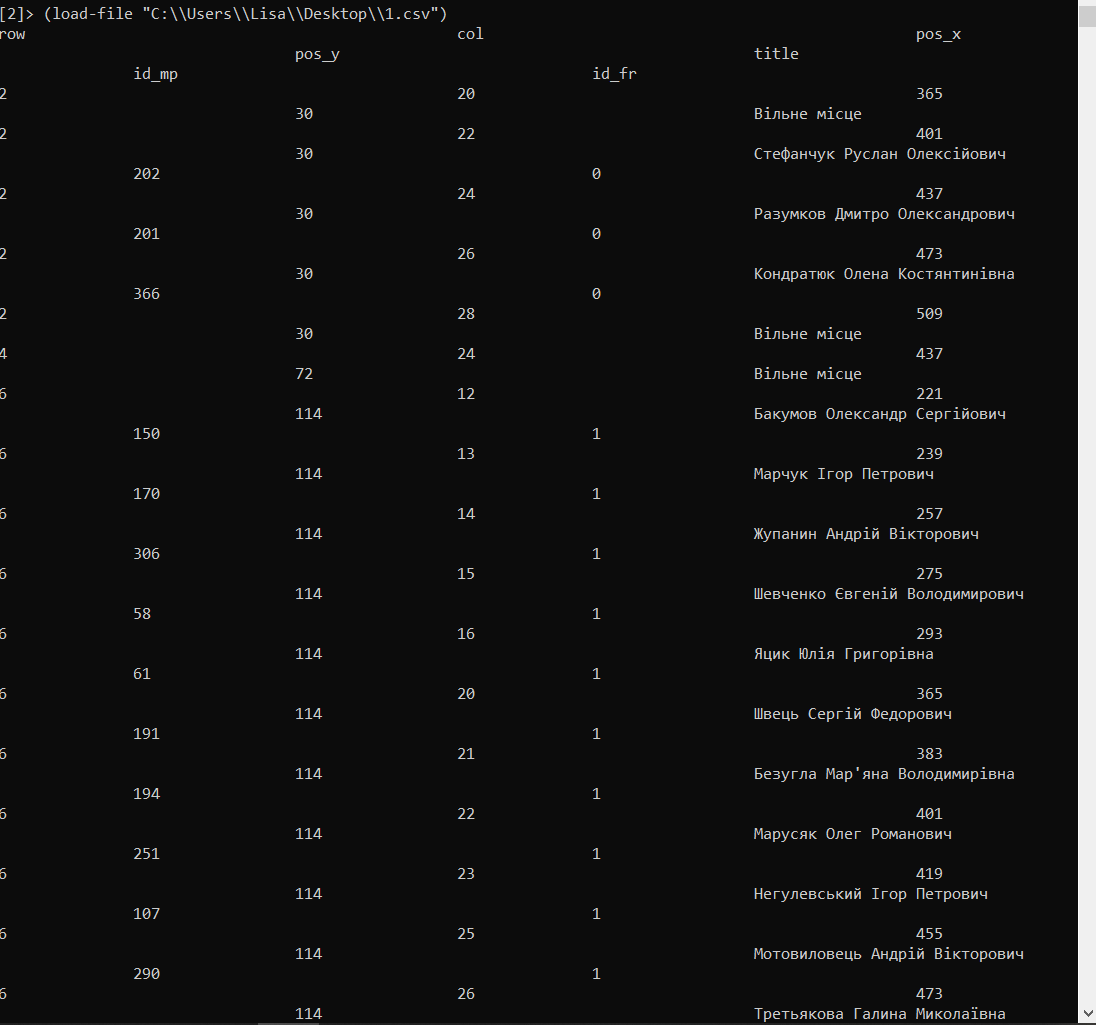 [2]> (load-file "C:\\Users\\Lisa\\Desktop\\1.csv")
row col pos_x
pos_y title
id_mp id_fr
2 20 365
30 Вільне місце
2 22 401
30 Стефанчук Руслан Олексійович
202 0
2 24 437
30 Разумков Дмитро Олександрович
201 0
2 26 473
30 Кондратюк Олена Костянтинівна
366 0
2 28 509
30 Вільне місце
4 24 437
72 Вільне місце
6 12 221
114 Бакумов Олександр Сергійович
150 1
6 13 239
114 Марчук Ігор Петрович
170 1
6 14 257
114 Жупанин Андрій Вікторович
306 1
6 15 275
114 Шевченко Євгеній Володимирович
58 1
6 16 293
114 Яцик Юлія Григорівна
61 1
6 20 365
114 Швець Сергій Федорович
191 1
6 21 383
114 Безугла Мар'яна Володимирівна
194 1
6 22 401
114 Марусяк Олег Романович
251 1
6 23 419
114 Негулевський Ігор Петрович
107 1
6 25 455
114 Мотовиловець Андрій Вікторович
290 1
6 26 473
114 Третьякова Галина Миколаївна